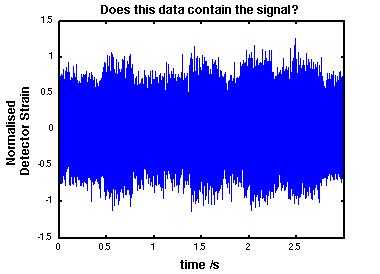 Does this data contain the signal?
1.5
1
0.5
0
-0.5
-1
-1.5
Normalised
Detector Strain
0 0.5 1 1.5 2 2.5
time /s